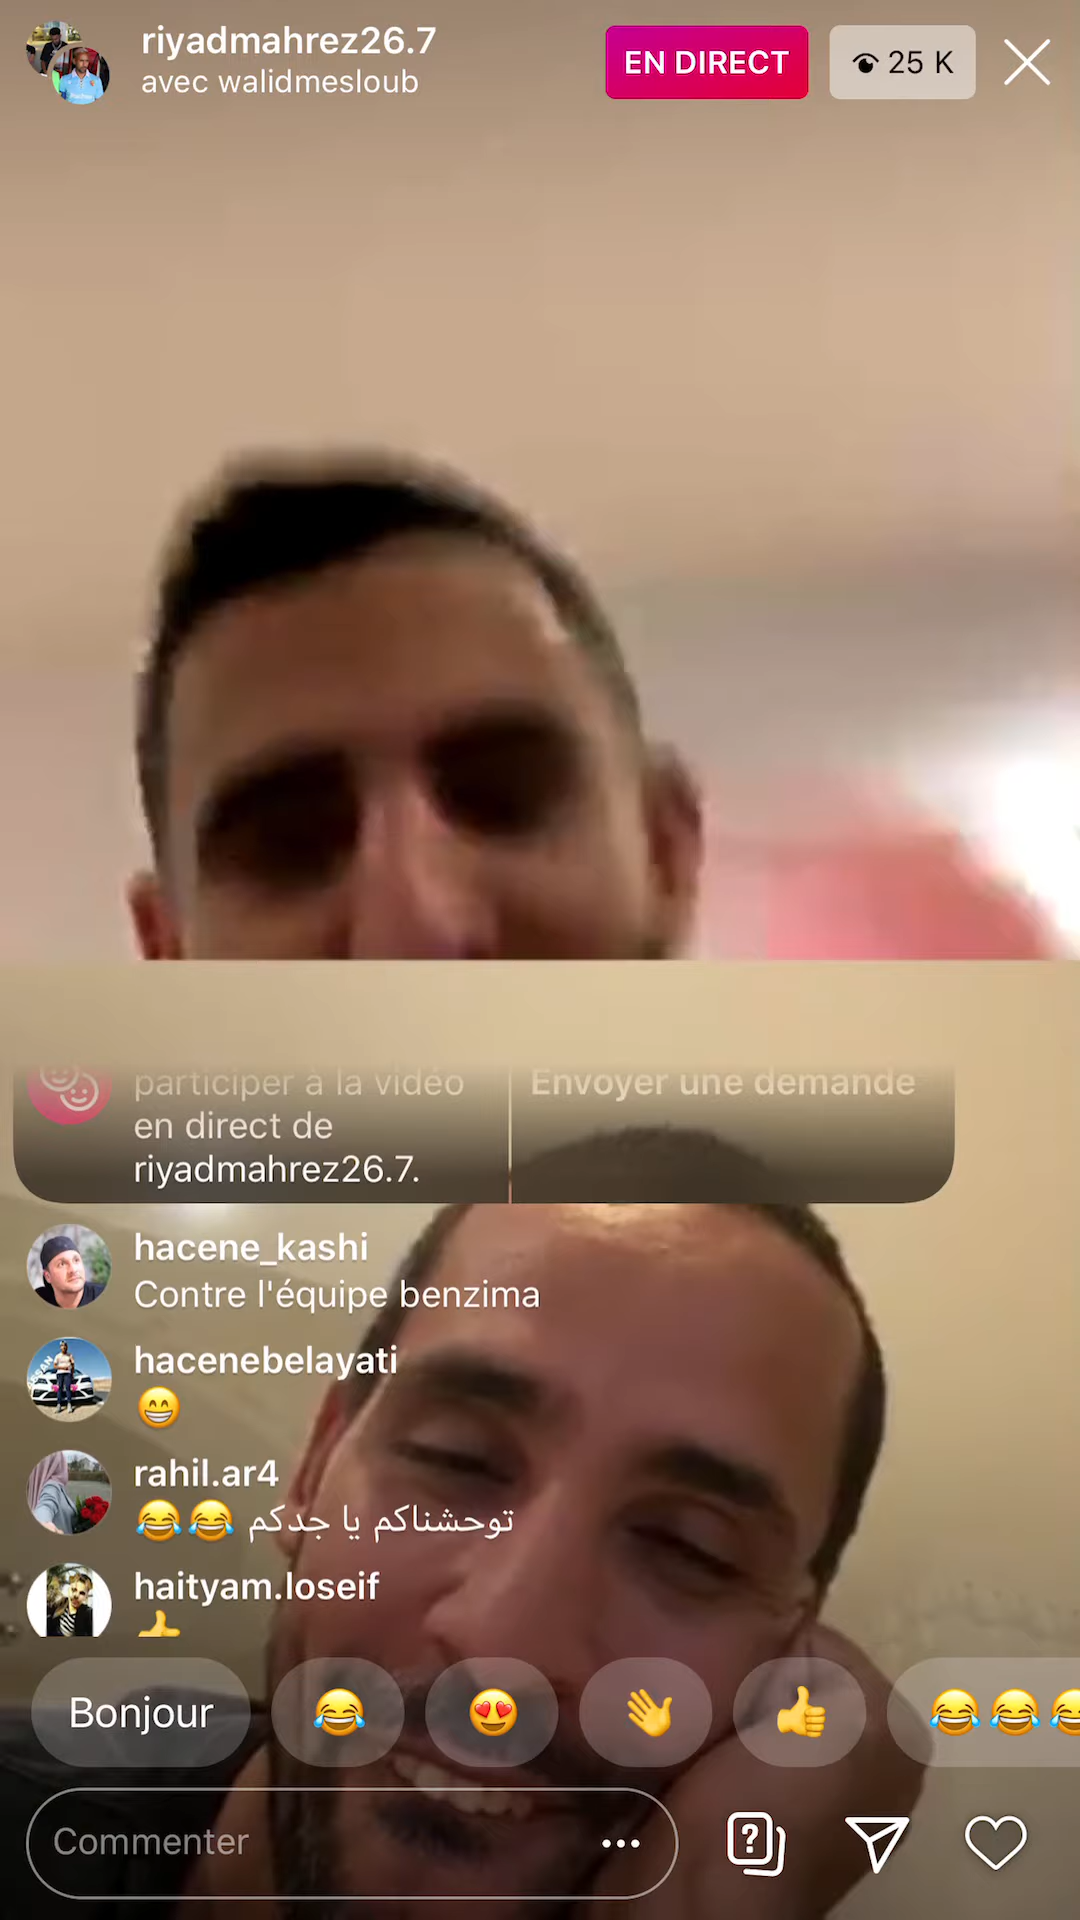 riyadmahrez26.7
avec walidmesloub
EN DIRECT
25 K
participer à la vidéo
en direct de
riyadmahrez26.7.
Envoyer une demande
hacene_kashi
Contre l'équipe benzima
hacenebelayati
😁
rahil.ar4
😂😂 توحشناكم يا جدكم
haityam.loseif
👍
Bonjour
😂
😍
👋
👍
😂😂😂
Commenter